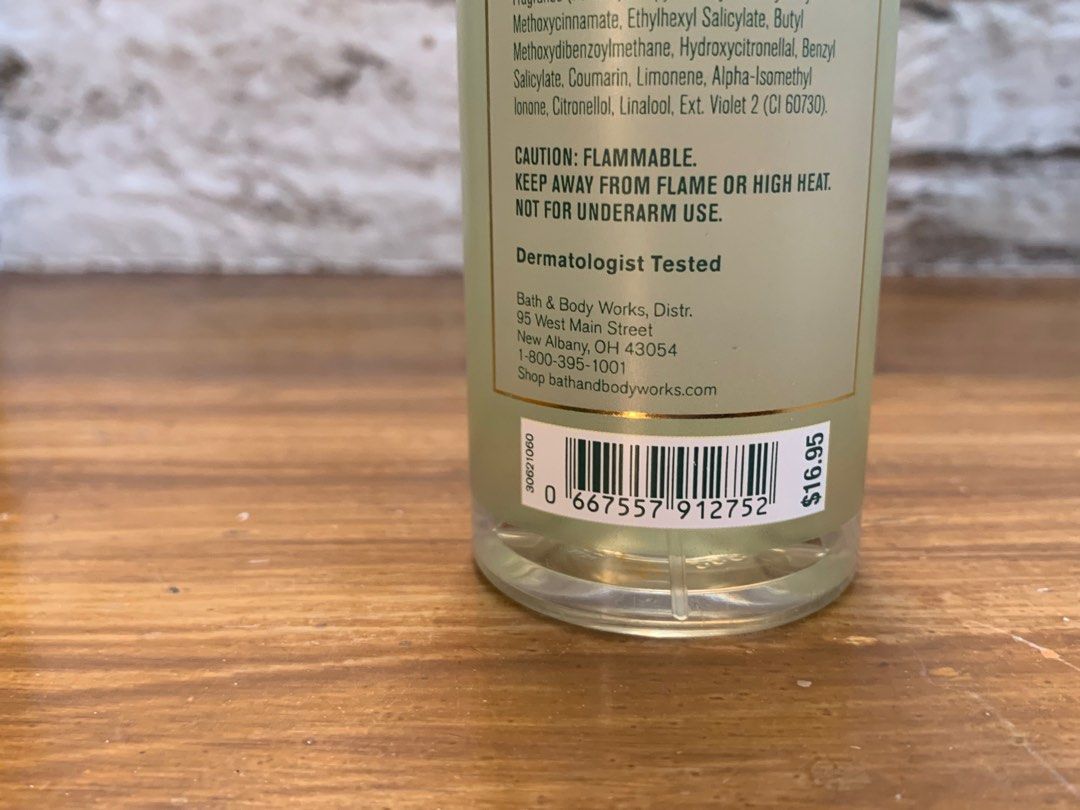 Methoxycinnamate, Ethylhexyl Salicylate, Butyl
Methoxydibenzoylmethane, Hydroxycitronellal, Benzyl
Salicylate, Coumarin, Limonene, Alpha-Isomethyl
Ionone, Citronellol, Linalool, Ext. Violet 2 (CI 60730).
CAUTION: FLAMMABLE.
KEEP AWAY FROM FLAME OR HIGH HEAT.
NOT FOR UNDERARM USE.
Dermatologist Tested
Bath & Body Works, Distr.
95 West Main Street
New Albany, OH 43054
1-800-395-1001
Shop bathandbodyworks.com
30621060
0 667557 912752
$16.95